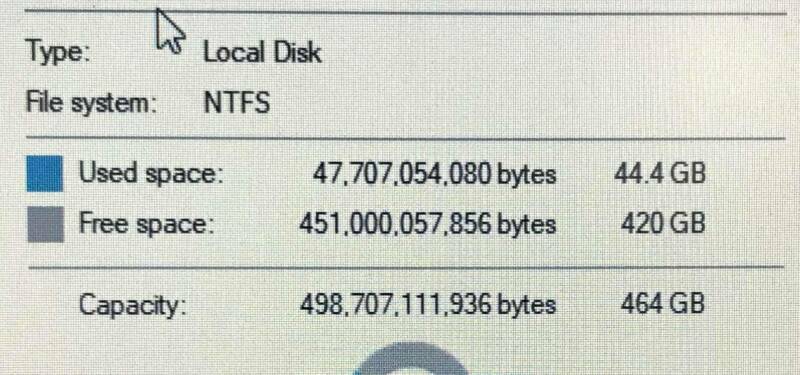 Type: Local Disk
File system: NTFS
Used space: 47,707,054,080 bytes 44.4 GB
Free space: 451,000,057,856 bytes 420 GB
Capacity: 498,707,111,936 bytes 464 GB